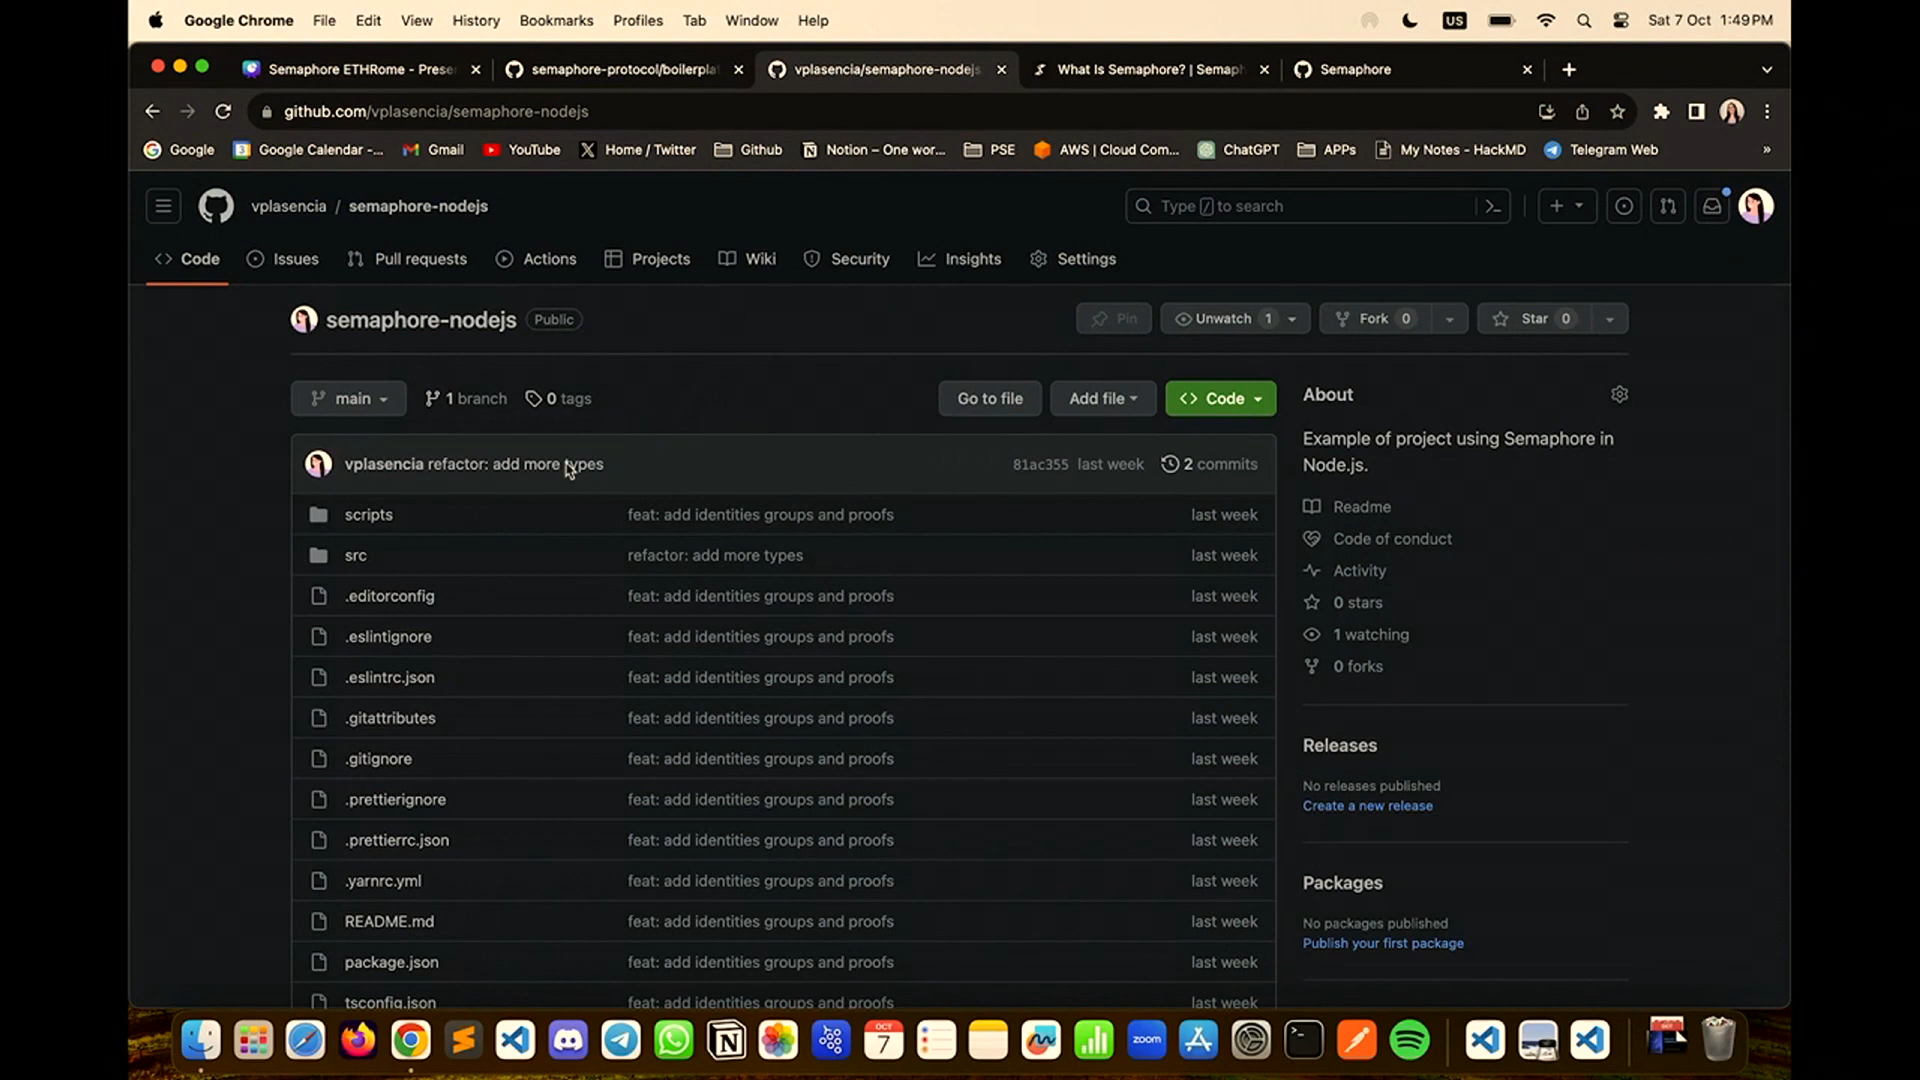 Google Chrome File Edit View History Bookmarks Profiles Tab Window Help US Sat 7 Oct 1:49 PM
Semaphore ETHRome - Prese semaphore-protocol/boilerplat vplasencia/semaphore-nodejs What Is Semaphore? | Semaph Semaphore
github.com/vplasencia/semaphore-nodejs
Google Google Calendar -... Gmail YouTube Home / Twitter Github Notion – One wor... PSE AWS | Cloud Com... ChatGPT APPs My Notes - HackMD Telegram Web »
vplasencia / semaphore-nodejs Type / to search
Code Issues Pull requests Actions Projects Wiki Security Insights Settings
semaphore-nodejs Public Pin Unwatch 1 Fork 0 Star 0
main 1 branch 0 tags Go to file Add file Code About
Example of project using Semaphore in
Node.js.
vplasencia refactor: add more types 81ac355 last week 2 commits
scripts feat: add identities groups and proofs last week
src refactor: add more types last week
.editorconfig feat: add identities groups and proofs last week
.eslintignore feat: add identities groups and proofs last week
.eslintrc.json feat: add identities groups and proofs last week
.gitattributes feat: add identities groups and proofs last week
.gitignore feat: add identities groups and proofs last week
.prettierignore feat: add identities groups and proofs last week
.prettierrc.json feat: add identities groups and proofs last week
.yarnrc.yml feat: add identities groups and proofs last week
README.md feat: add identities groups and proofs last week
package.json feat: add identities groups and proofs last week
tsconfig.json feat: add identities groups and proofs last week
Readme
Code of conduct
Activity
0 stars
1 watching
0 forks
Releases
No releases published
Create a new release
Packages
No packages published
Publish your first package
OCT
7
zoom